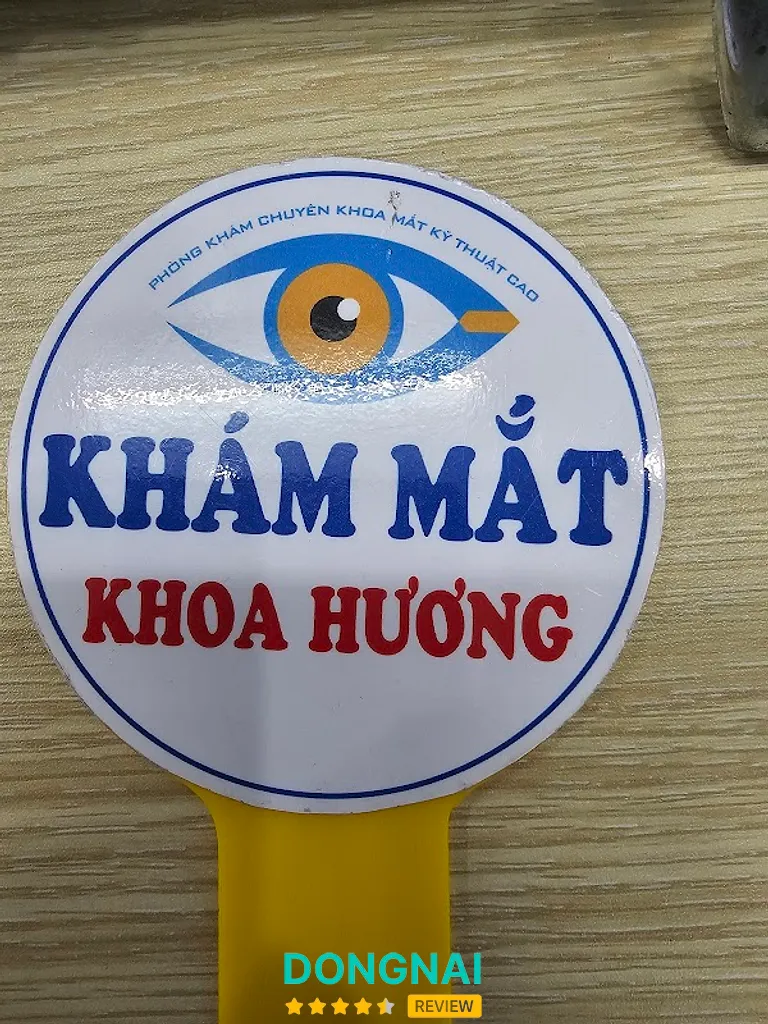 PHÒNG KHÁM CHUYÊN KHOA MẮT KỸ THUẬT CAO
KHÁM MẮT
KHOA HƯƠNG
DONGNAI
REVIEW